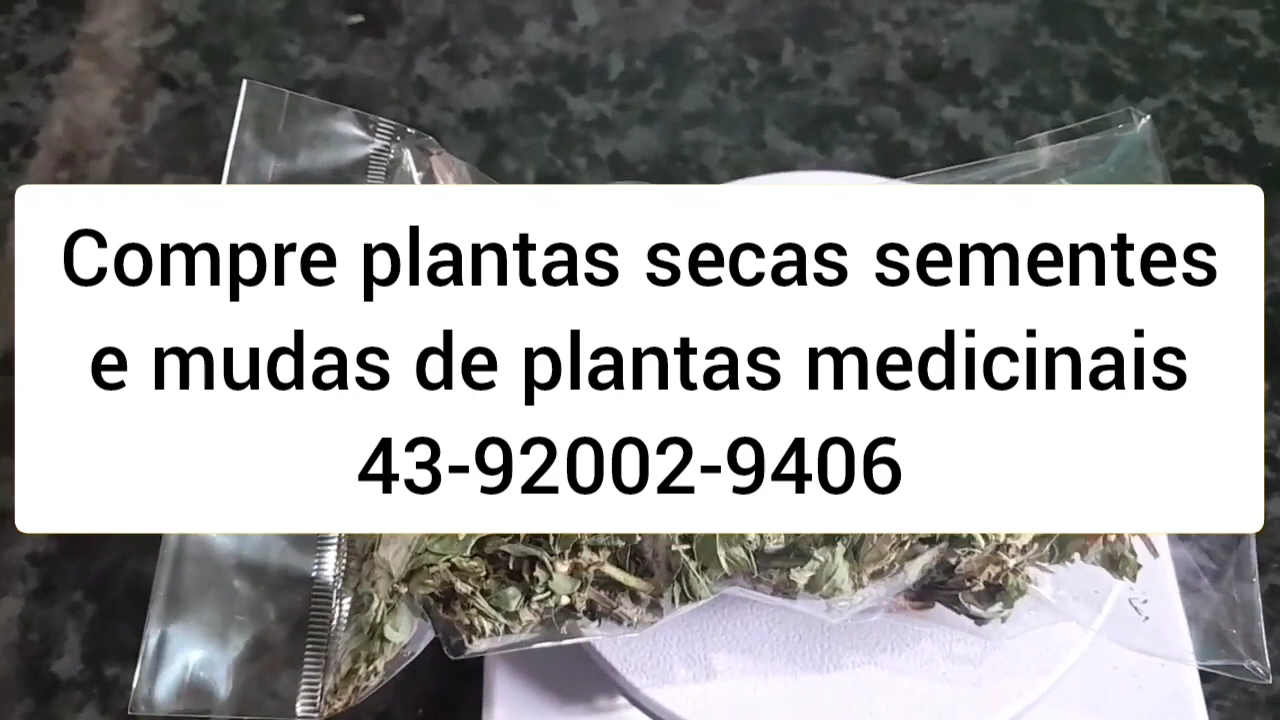 Compre plantas secas sementes
e mudas de plantas medicinais
43-92002-9406